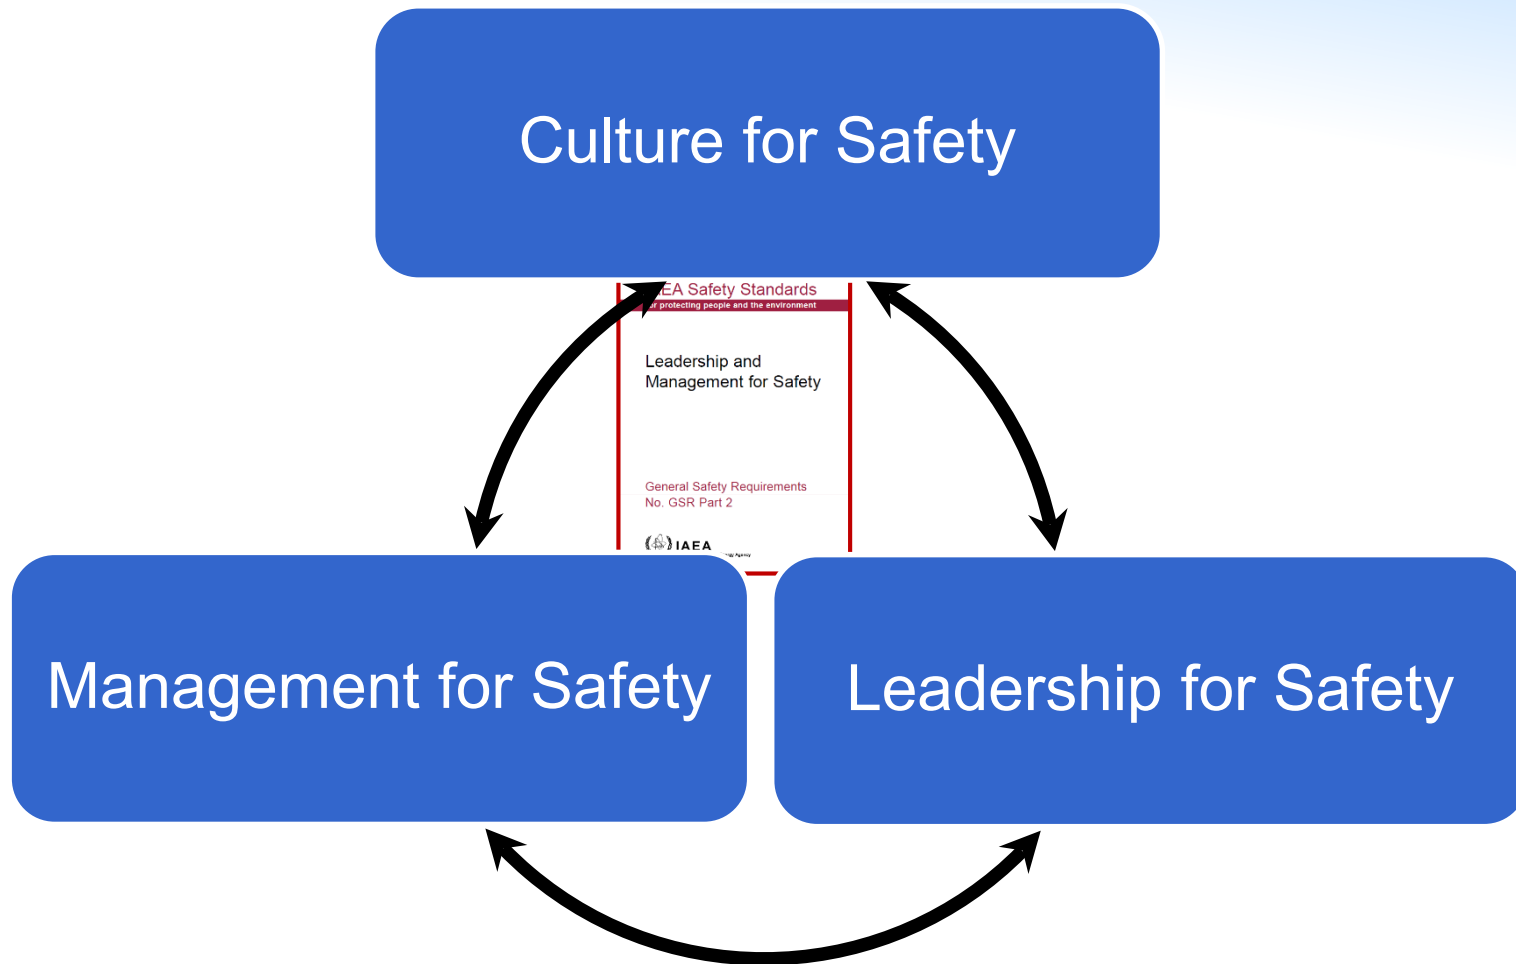 Culture for Safety
EA Safety Standards
protecting people and the environment
Leadership and
Management for Safety
General Safety Requirements
No. GSR Part 2
IAEA
Agency
Management for Safety
Leadership for Safety